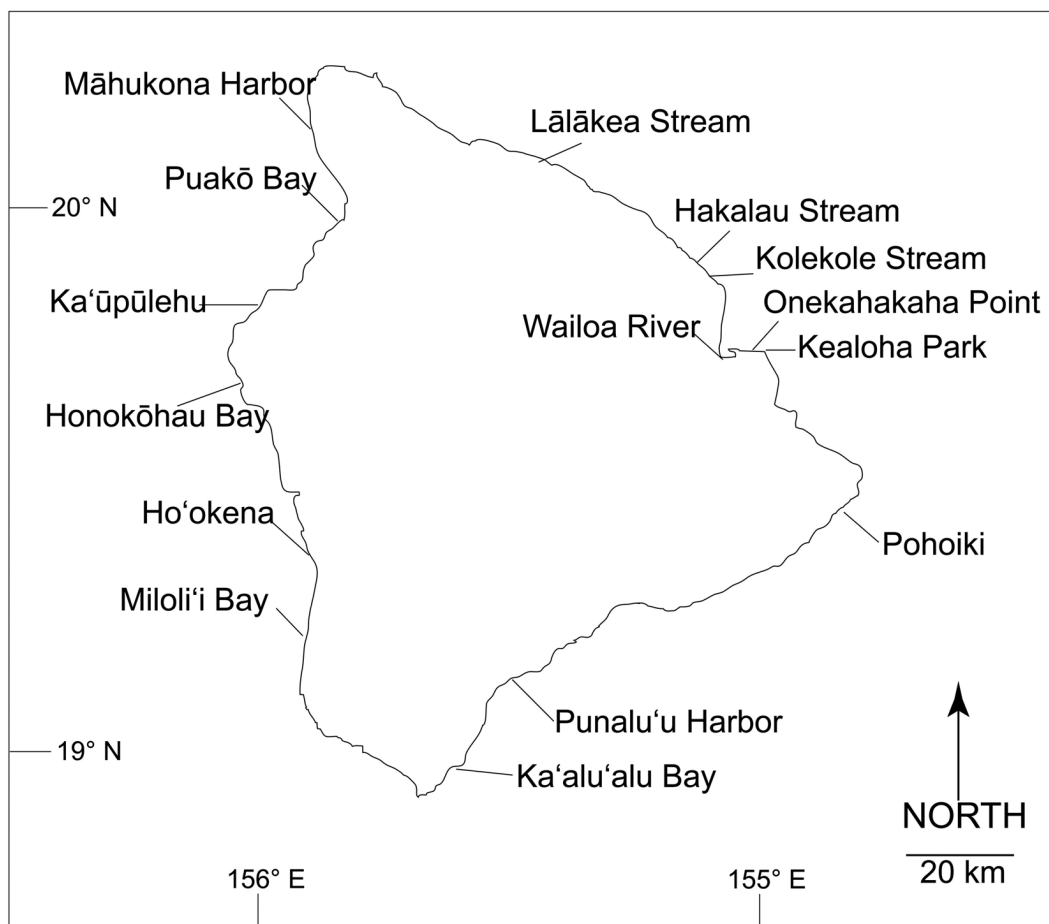 Māhukona Harbor
Lālākea Stream
Puakō Bay
20° N
Hakalau Stream
Kolekole Stream
Kaʻūpūlehu
Onekahakaha Point
Wailoa River
Kealoha Park
Honokōhau Bay
Hoʻokena
Pohoiki
Miloliʻi Bay
Punaluʻu Harbor
19° N
Kaʻaluʻalu Bay
NORTH
20 km
156° E
155° E